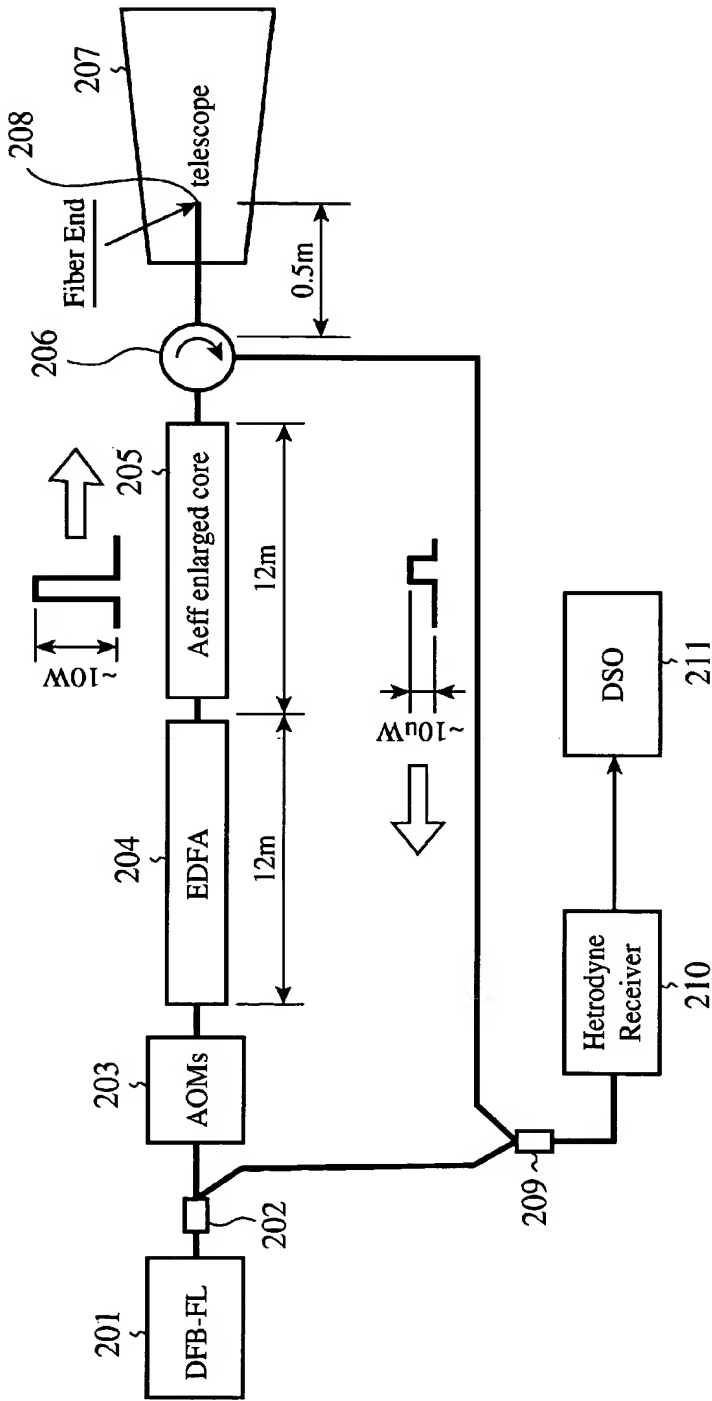 201
DFB-FL
202
203
AOMs
204
EDFA
12m
~10W
205
Aeff enlarged core
12m
206
Fiber End
0.5m
208
207
telescope
~10uW
209
Hetrodyne
Receiver
210
DSO
211